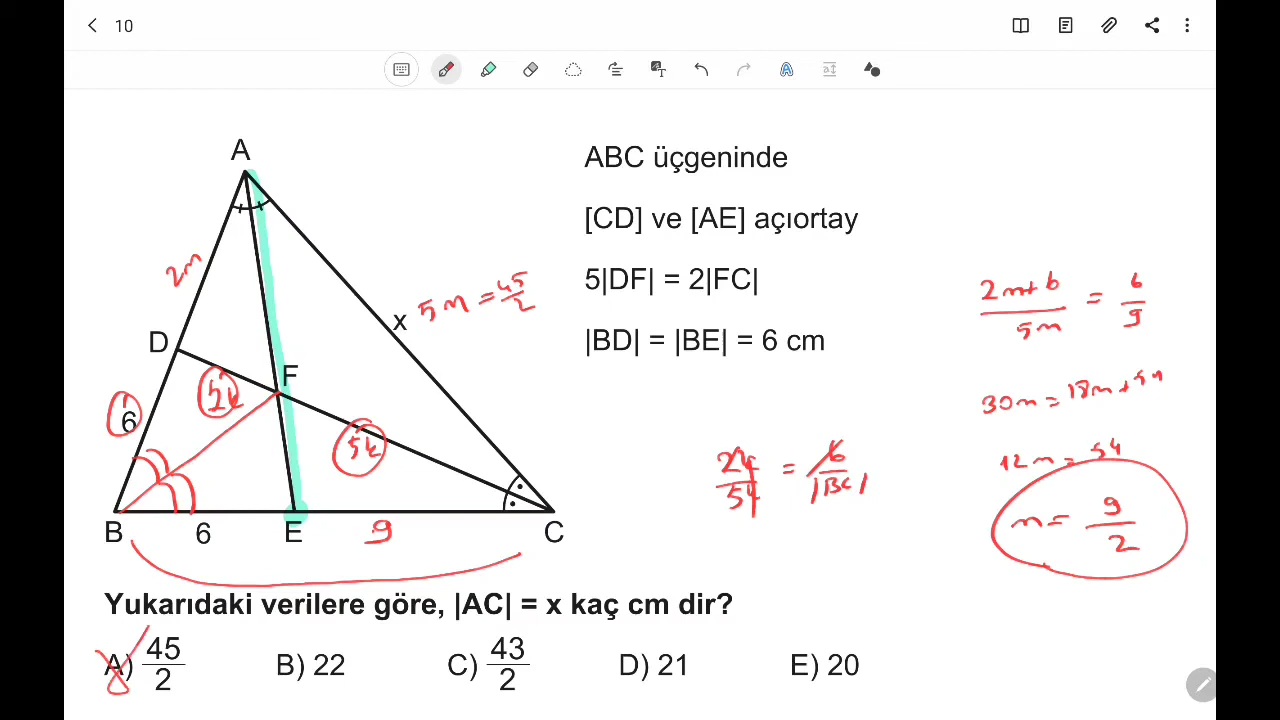 10
A
ABC üçgeninde
[CD] ve [AE] açıortay
5|DF| = 2|FC|
|BD| = |BE| = 6 cm
2m
x
5m = 45/2
D
F
6
2k
5k
B
6
E
9
C
2m+6/5m = 6/9
30m = 18m + 54
12m = 54
m = 9/2
2k/5k = 6/|BC|
Yukarıdaki verilere göre, |AC| = x kaç cm dir?
A) 45/2 B) 22 C) 43/2 D) 21 E) 20